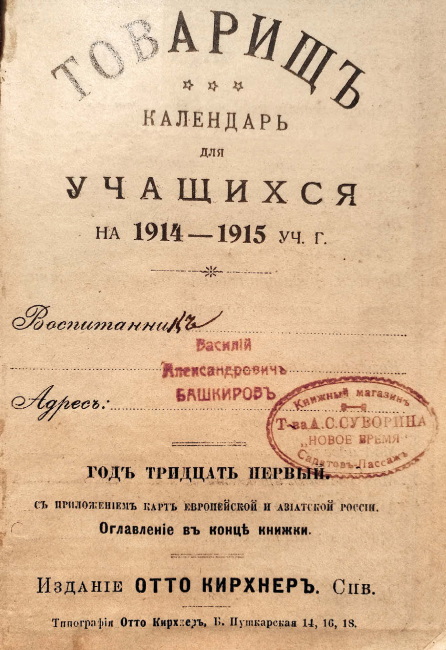 ТОВАРИЩЪ
КАЛЕНДАРЬ
для
УЧАЩИХСЯ
НА 1914—1915 УЧ. Г.
Воспитанникъ
Василій
Александровичъ
БАШКИРОВЪ
Адресъ:
Книжный магазинъ
Т-ва А.С.СУВОРИНА
„НОВОЕ ВРЕМЯ“
Саратовъ-Пассажъ
ГОДЪ ТРИДЦАТЬ ПЕРВЫЙ.
СЪ ПРИЛОЖЕНІЕМЪ КАРТЪ ЕВРОПЕЙСКОЙ И АЗІАТСКОЙ РОССІИ.
Оглавленіе въ концѣ книжки.
Изданіе ОТТО КИРХНЕРЪ. Спв.
Типографія Отто Кирхнеръ, Б. Пушкарская 14, 16, 18.